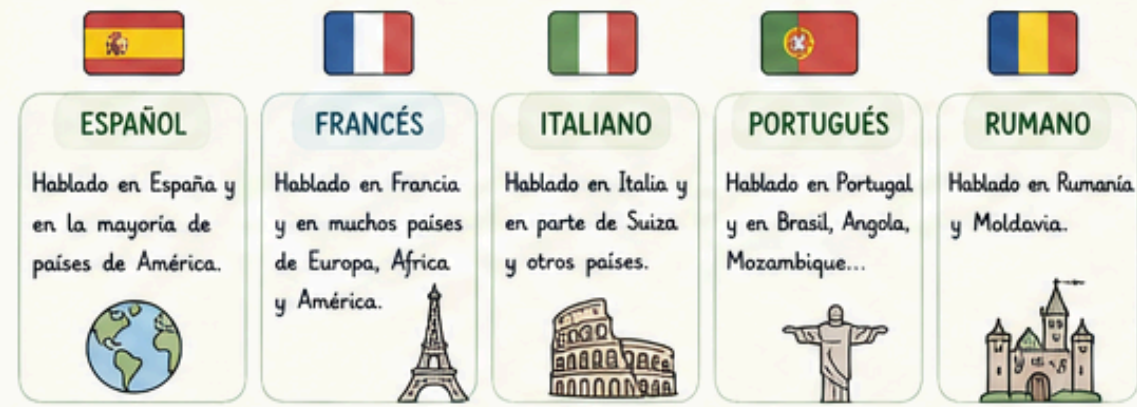 ESPAÑOL
Hablado en España y
en la mayoría de
países de América.
FRANCÉS
Hablado en Francia
y en muchos países
de Europa, Africa
y América.
ITALIANO
Hablado en Italia y
en parte de Suiza
y otros países.
PORTUGUÉS
Hablado en Portugal
y en Brasil, Angola,
Mozambique...
RUMANO
Hablado en Rumanía
y Moldavia.